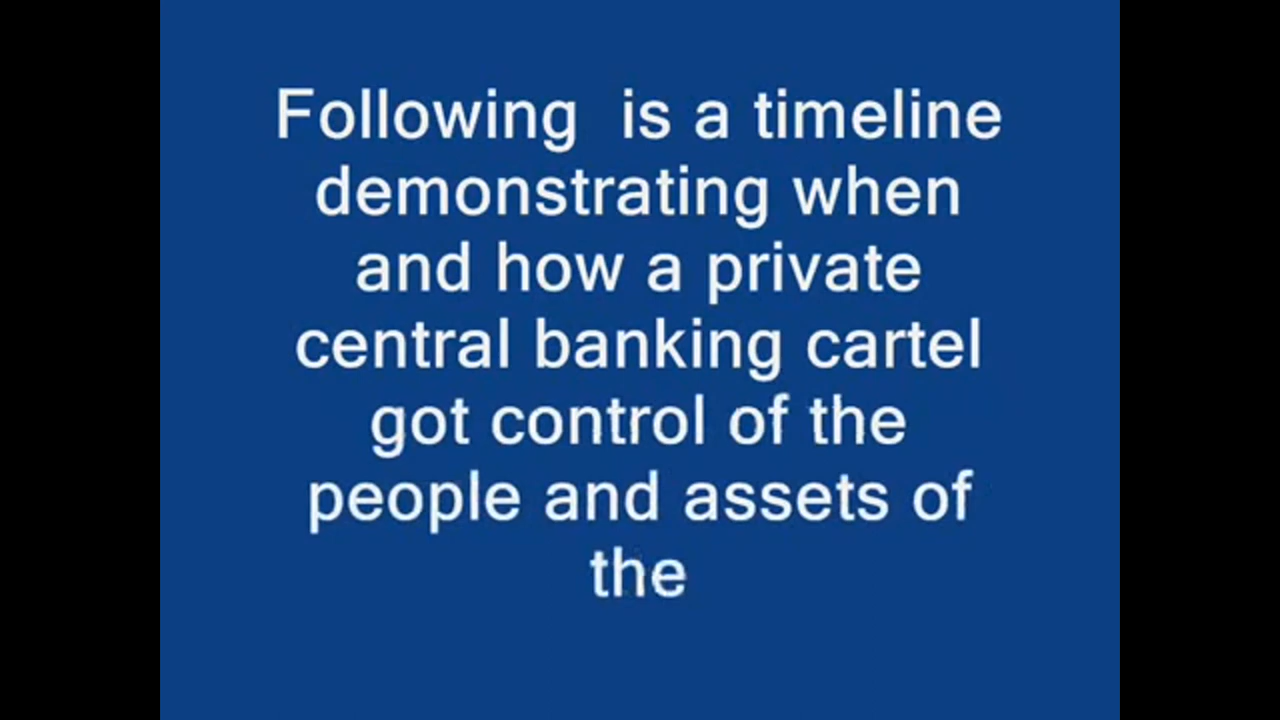 Following  is a timeline
demonstrating when
and how a private
central banking cartel
got control of the
people and assets of
the